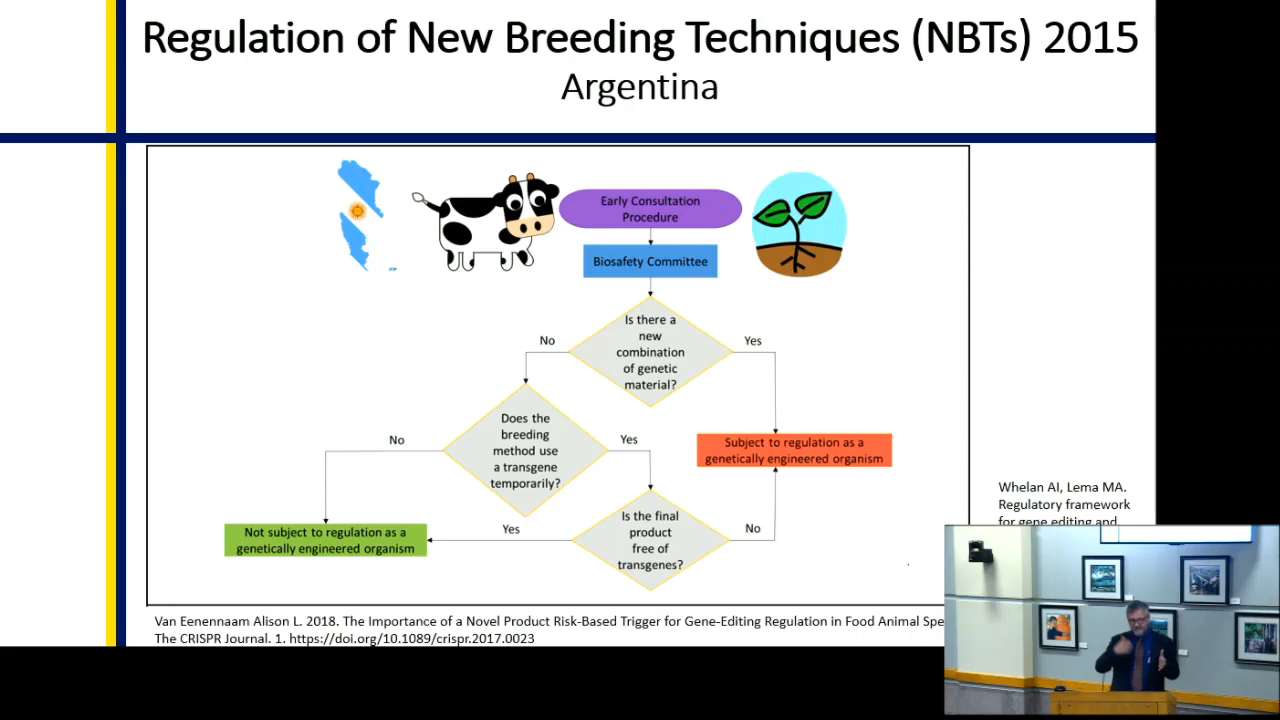 Regulation of New Breeding Techniques (NBTs) 2015
Argentina
Early Consultation
Procedure
Biosafety Committee
Is there a
new
combination
of genetic
material?
No
Yes
Does the
breeding
method use
a transgene
temporarily?
No
Yes
Subject to regulation as a
genetically engineered organism
Is the final
product
free of
transgenes?
Yes
No
Not subject to regulation as a
genetically engineered organism
Whelan AI, Lema MA.
Regulatory framework
for gene editing and
Van Eenennaam Alison L. 2018. The Importance of a Novel Product Risk-Based Trigger for Gene-Editing Regulation in Food Animal Spe
The CRISPR Journal. 1. https://doi.org/10.1089/crispr.2017.0023